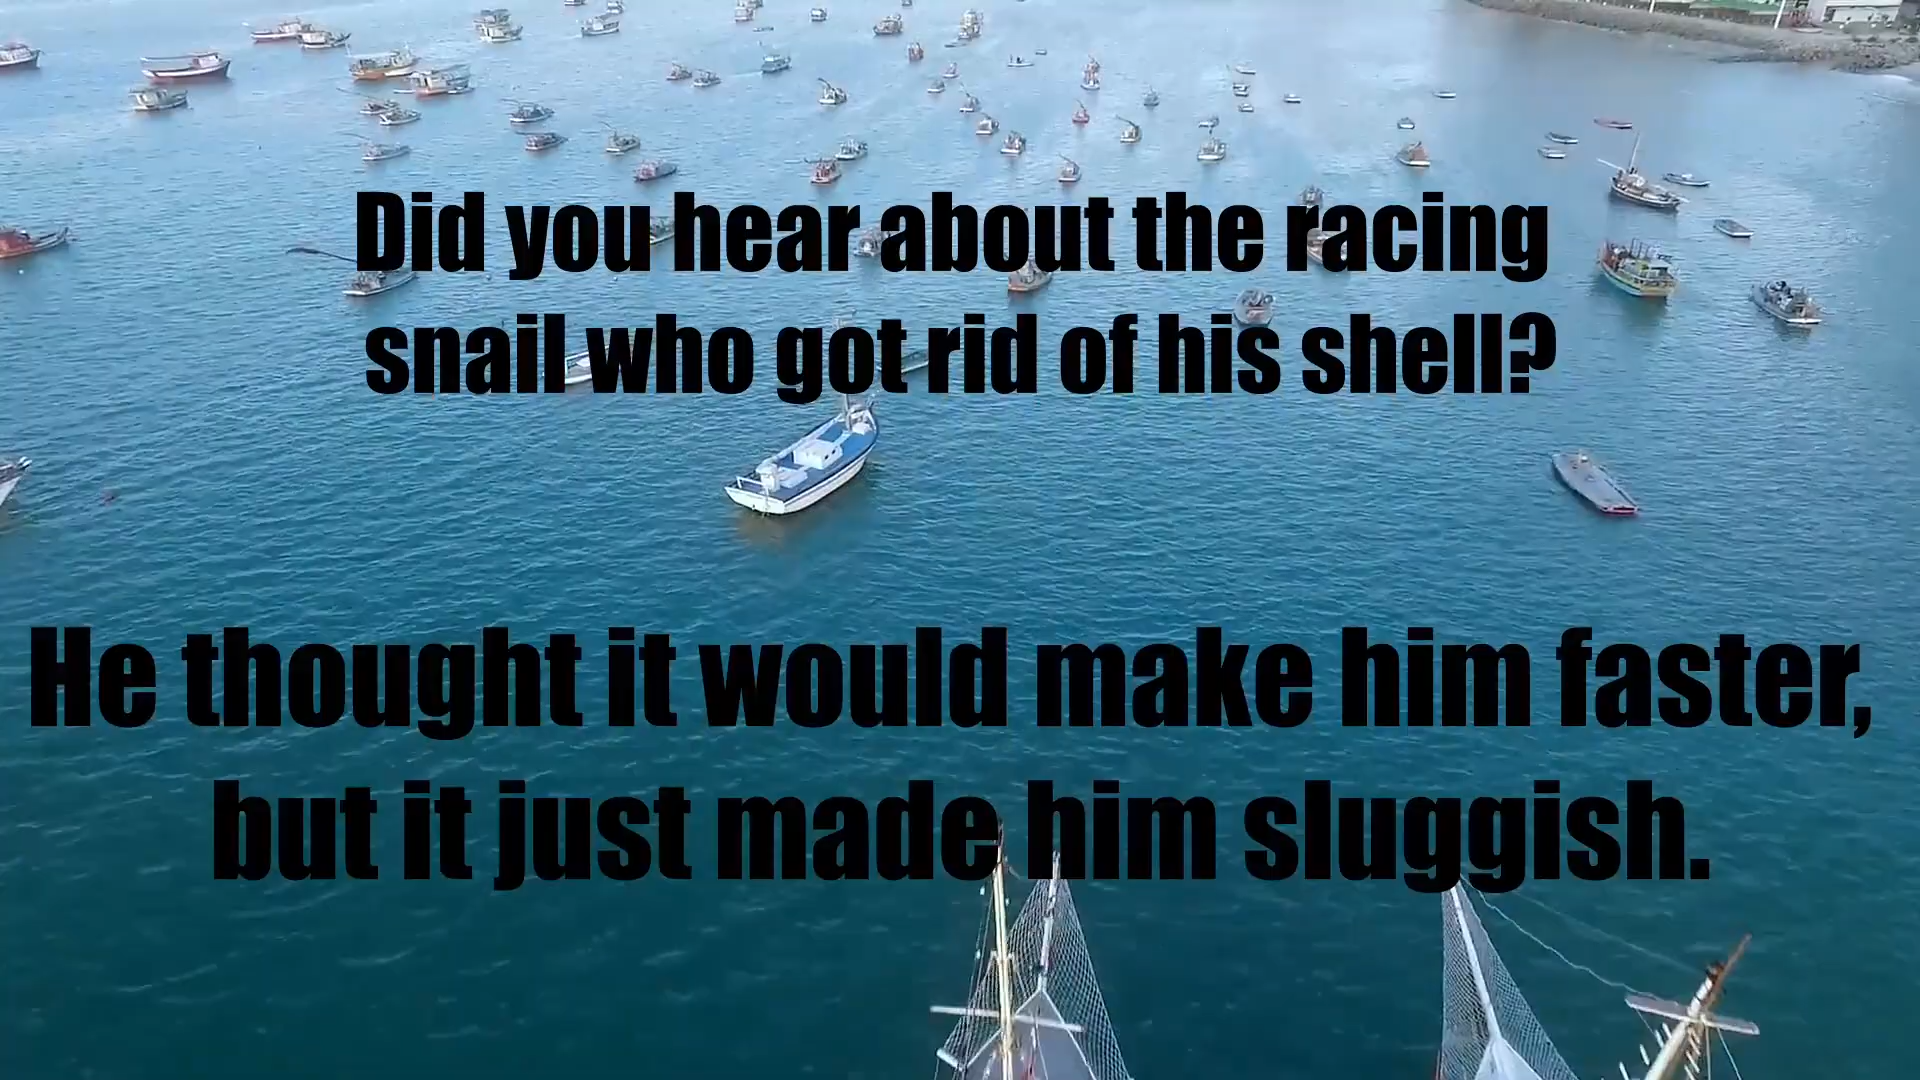 Did you hear about the racing
snail who got rid of his shell?
He thought it would make him faster,
but it just made him sluggish.